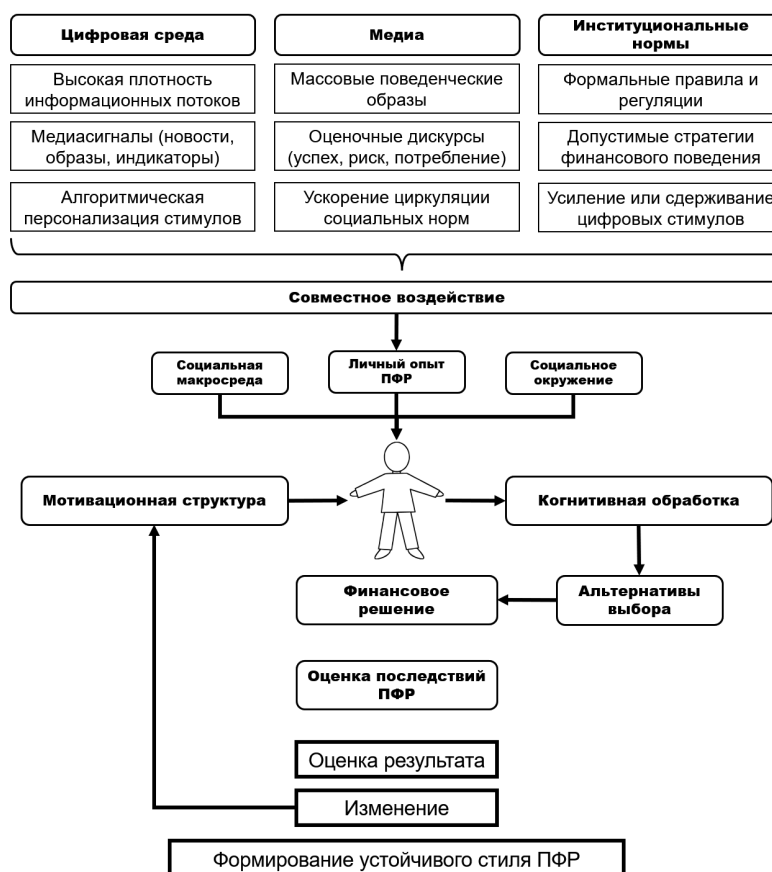 Цифровая среда
Медиа
Институциональные
нормы
Высокая плотность
информационных потоков
Массовые поведенческие
образы
Формальные правила и
регуляции
Медиасигналы (новости,
образы, индикаторы)
Оценочные дискурсы
(успех, риск, потребление)
Допустимые стратегии
финансового поведения
Алгоритмическая
персонализация стимулов
Ускорение циркуляции
социальных норм
Усиление или сдерживание
цифровых стимулов
Совместное воздействие
Социальная
макросреда
Личный опыт
ПФР
Социальное
окружение
Мотивационная структура
Когнитивная обработка
Финансовое
решение
Альтернативы
выбора
Оценка последствий
ПФР
Оценка результата
Изменение
Формирование устойчивого стиля ПФР